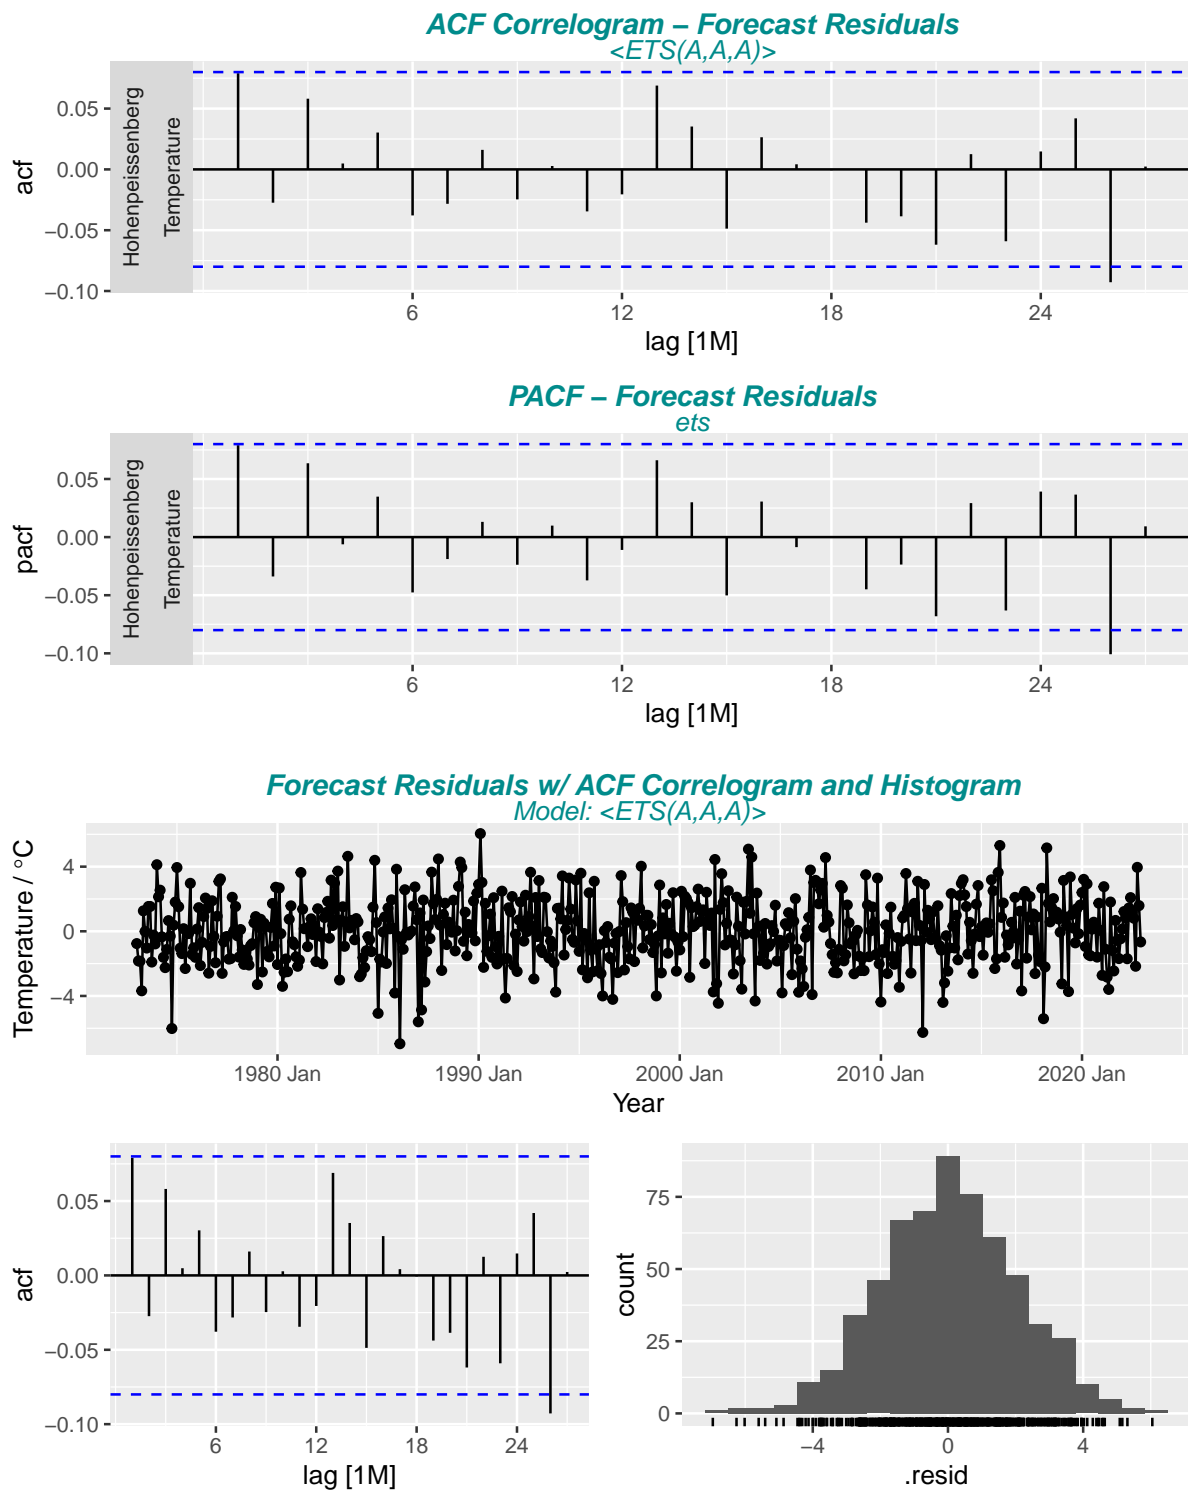 ACF Correlogram – Forecast Residuals
<ETS(A,A,A)>
Hohenpeissenberg
Temperature
acf
0.05
0.00
−0.05
−0.10
6 12 18 24
lag [1M]
PACF – Forecast Residuals
ets
Hohenpeissenberg
Temperature
pacf
0.05
0.00
−0.05
−0.10
6 12 18 24
lag [1M]
Forecast Residuals w/ ACF Correlogram and Histogram
Model: <ETS(A,A,A)>
Temperature / °C
4
0
−4
1980 Jan 1990 Jan 2000 Jan 2010 Jan 2020 Jan
Year
acf
0.05
0.00
−0.05
−0.10
6 12 18 24
lag [1M]
count
75
50
25
0
−4 0 4
.resid